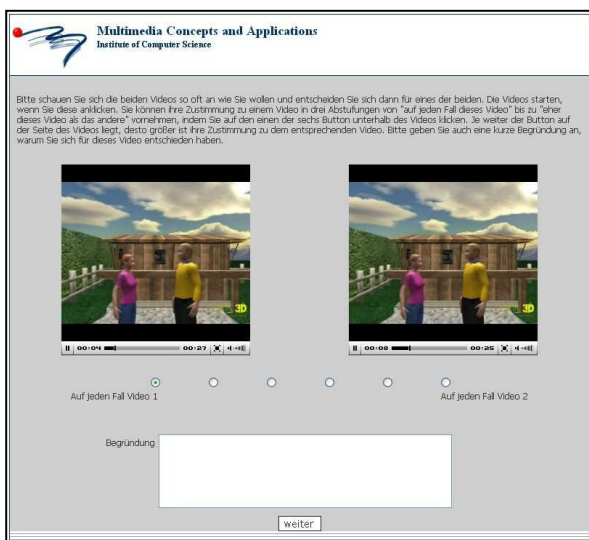 Multimedia Concepts and Applications
Institute of Computer Science
Bitte schauen Sie sich die beiden Videos so oft an wie Sie wollen und entscheiden Sie sich dann für eines der beiden. Die Videos starten,
wenn Sie diese anklicken. Sie können ihre Zustimmung zu einem Video in drei Abstufungen von "auf jeden Fall dieses Video" bis zu "eher
dieses Video als das andere" vornehmen, indem Sie auf den einen der sechs Button unterhalb des Videos klicken. Je weiter der Button auf
der Seite des Videos liegt, desto größer ist ihre Zustimmung zu dem entsprechenden Video. Bitte geben Sie auch eine kurze Begründung an,
warum Sie sich für dieses Video entschieden haben.
3D 3D
00:04 00:27 00:08 00:25
Auf jeden Fall Video 1 Auf jeden Fall Video 2
Begründung
weiter